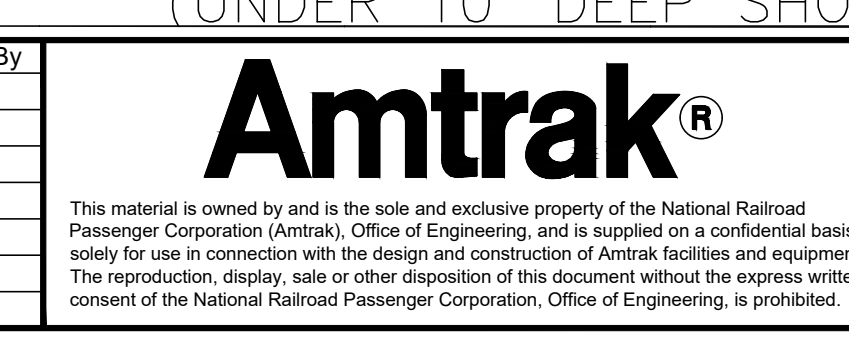 (UNDER 10' DEEP SHO
By
Amtrak®
This material is owned by and is the sole and exclusive property of the National Railroad
Passenger Corporation (Amtrak), Office of Engineering, and is supplied on a confidential basis
solely for use in connection with the design and construction of Amtrak facilities and equipmen
The reproduction, display, sale or other disposition of this document without the express writte
consent of the National Railroad Passenger Corporation, Office of Engineering, is prohibited.